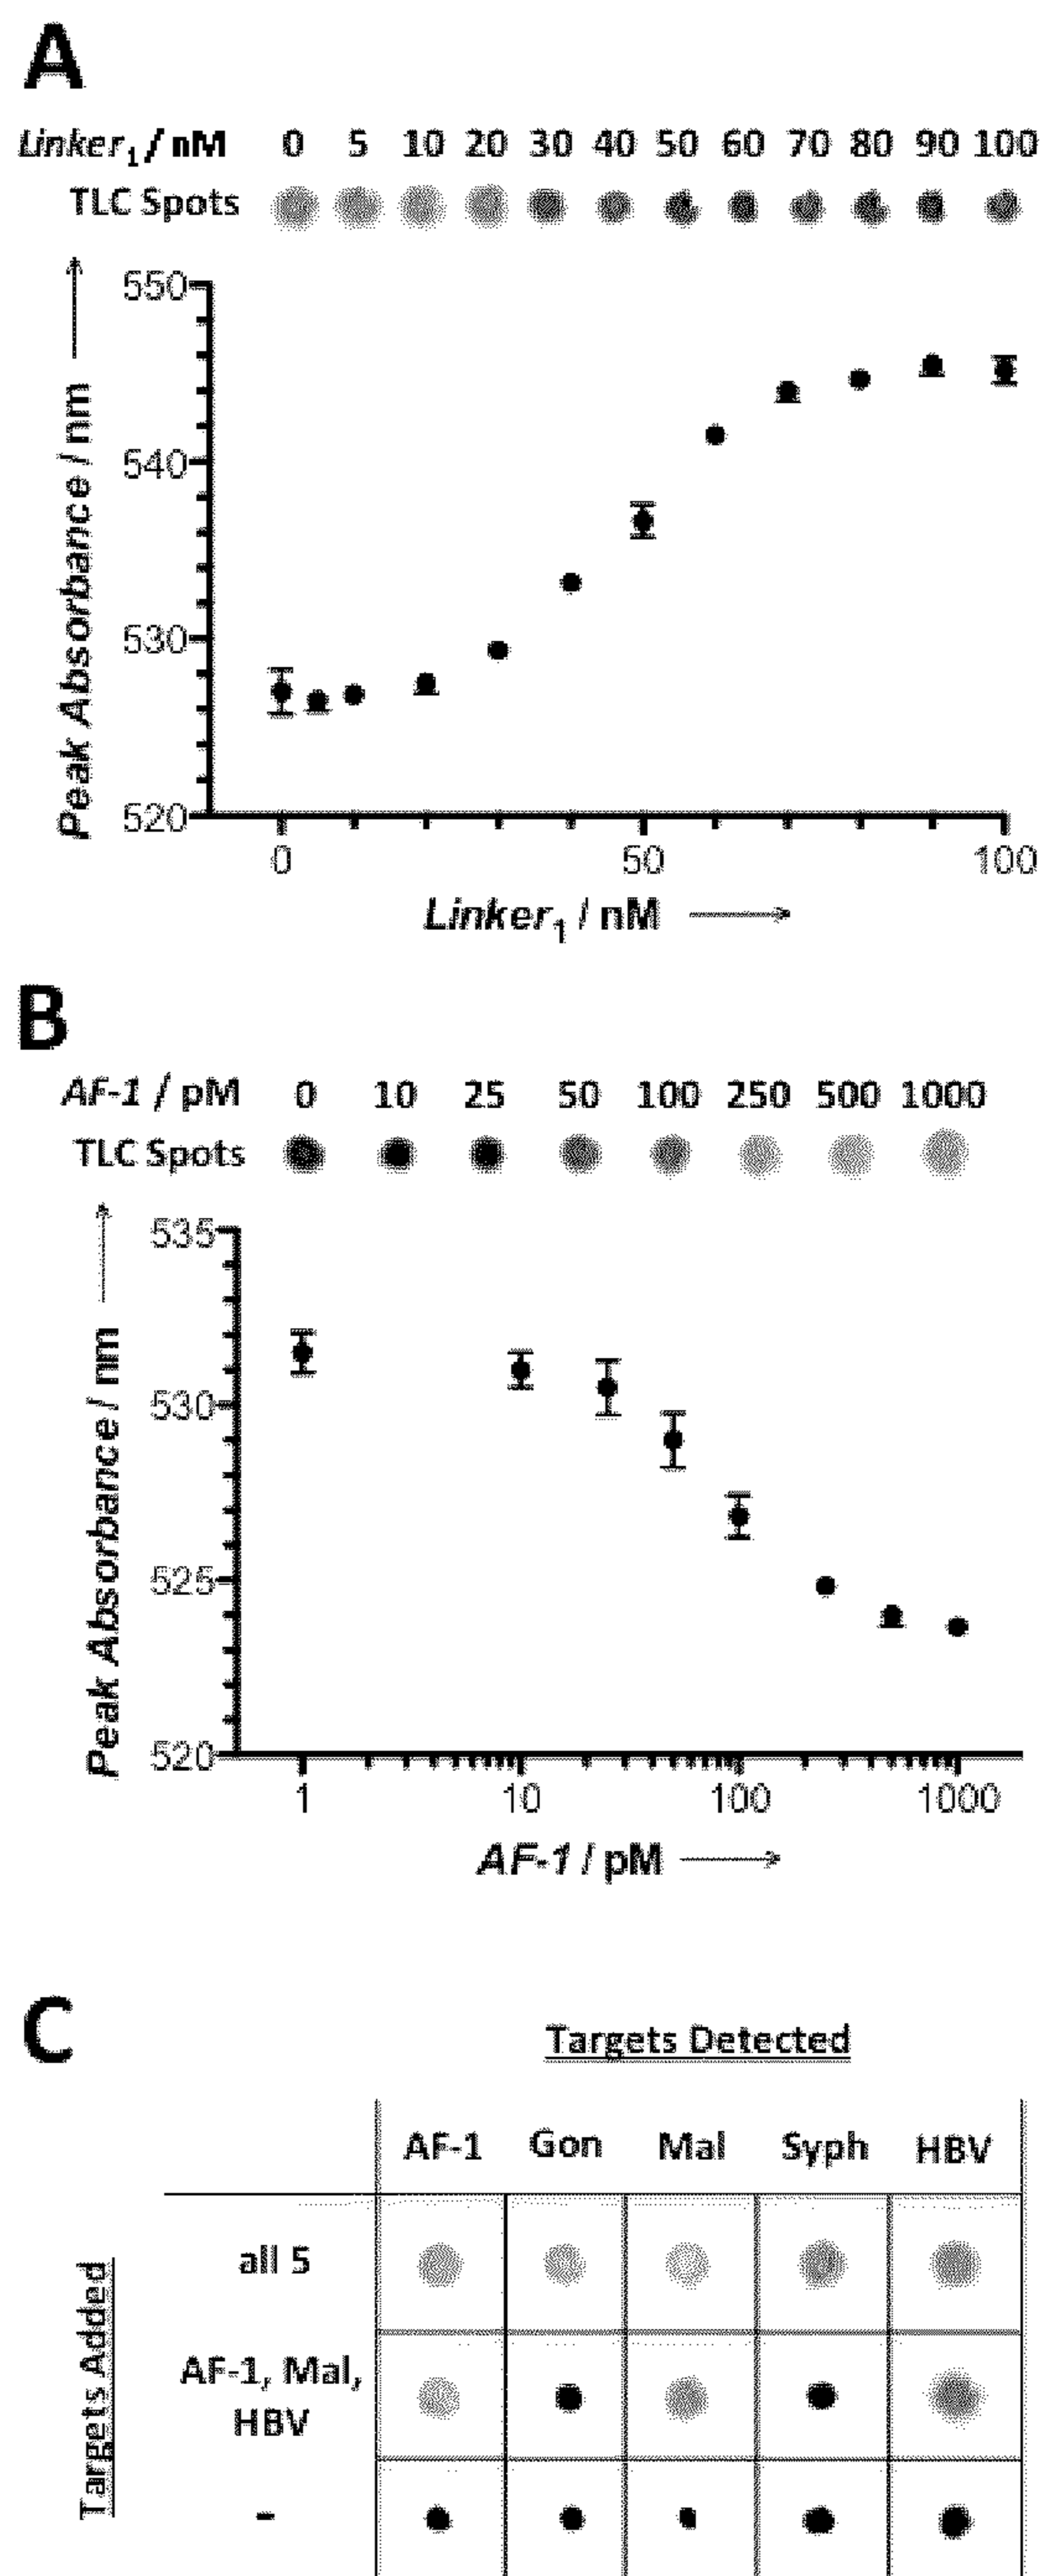 A
Linker1 / nM 0 5 10 20 30 40 50 60 70 80 90 100
TLC Spots
Peak Absorbance / nm
550
540
530
520
0 50 100
Linker1 / nM
B
AF-1 / pM 0 10 25 50 100 250 500 1000
TLC Spots
Peak Absorbance / nm
535
530
525
520
1 10 100 1000
AF-1 / pM
C
Targets Detected
AF-1 Gon Mal Syph HBV
Targets Added
all 5
AF-1, Mal,
HBV
-